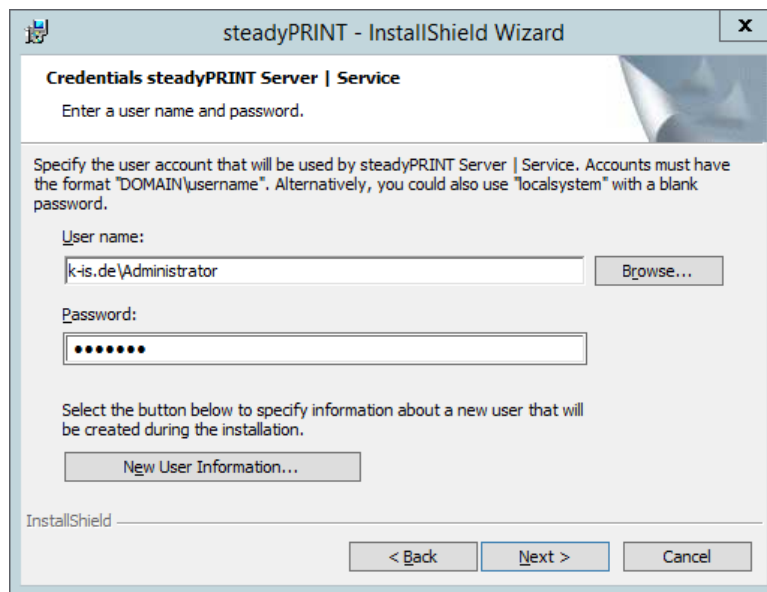 steadyPRINT - InstallShield Wizard
x
Credentials steadyPRINT Server | Service
Enter a user name and password.
Specify the user account that will be used by steadyPRINT Server | Service. Accounts must have
the format "DOMAIN\username". Alternatively, you could also use "localsystem" with a blank
password.
User name:
k-is.de\Administrator
Browse...
Password:
•••••••
Select the button below to specify information about a new user that will
be created during the installation.
New User Information...
InstallShield
< Back
Next >
Cancel